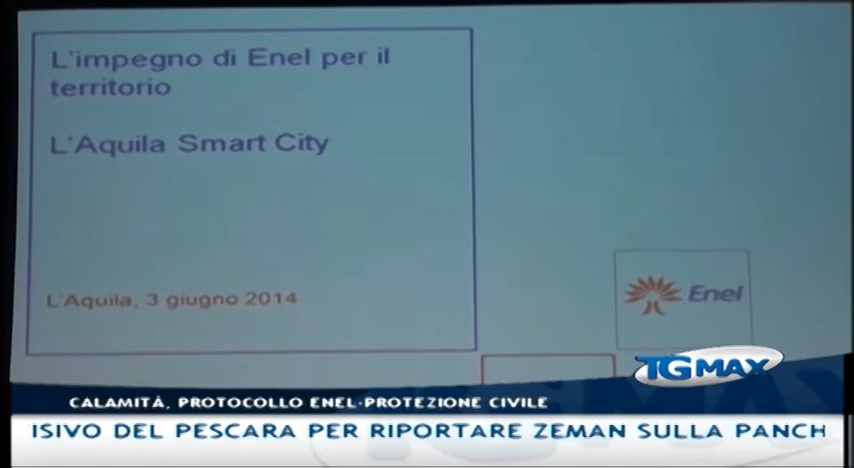 L'impegno di Enel per il
territorio
L'Aquila Smart City
L'Aquila, 3 giugno 2014
Enel
TGMAX
CALAMITÀ, PROTOCOLLO ENEL-PROTEZIONE CIVILE
ISIVO DEL PESCARA PER RIPORTARE ZEMAN SULLA PANCH